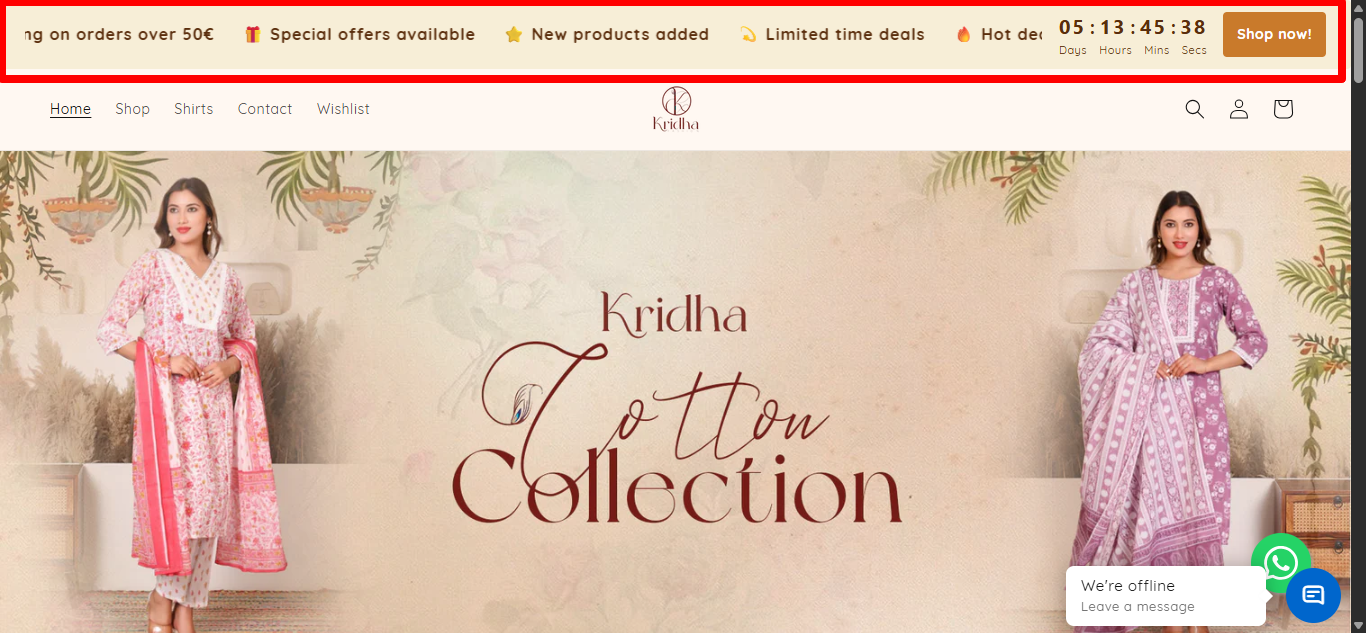 ng on orders over 50€ 🎁 Special offers available ⭐ New products added 💫 Limited time deals 🔥 Hot
05 : 13 : 45 : 38
Days Hours Mins Secs
Shop now!
Home Shop Shirts Contact Wishlist
Kridha
Kridha
Cotton
Collection
We're offline
Leave a message